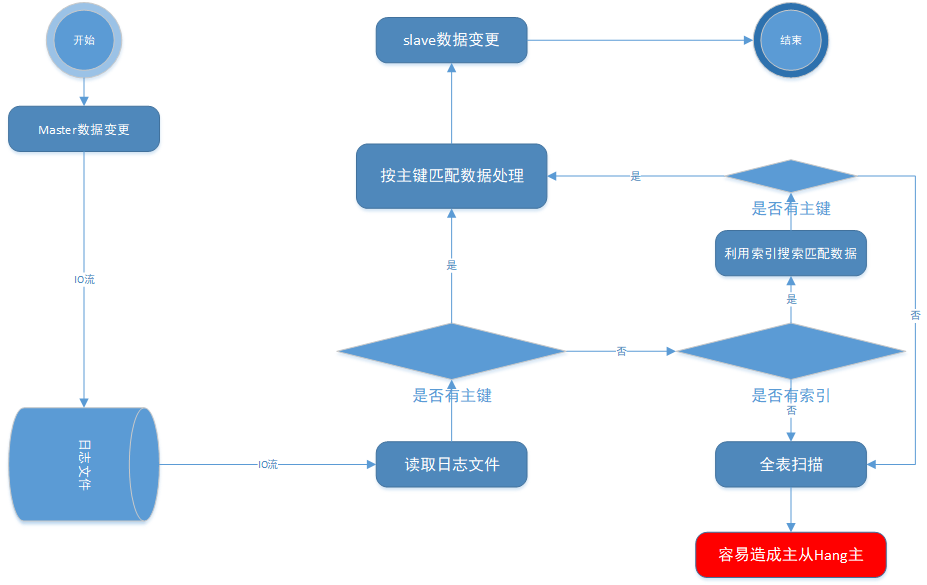 开始
Master数据变更
IO流
日志文件
IO流
读取日志文件
是否有主键
是
按主键匹配数据处理
slave数据变更
结束
否
是否有索引
是
利用索引搜索匹配数据
是否有主键
是
否
否
全表扫描
容易造成主从Hang主